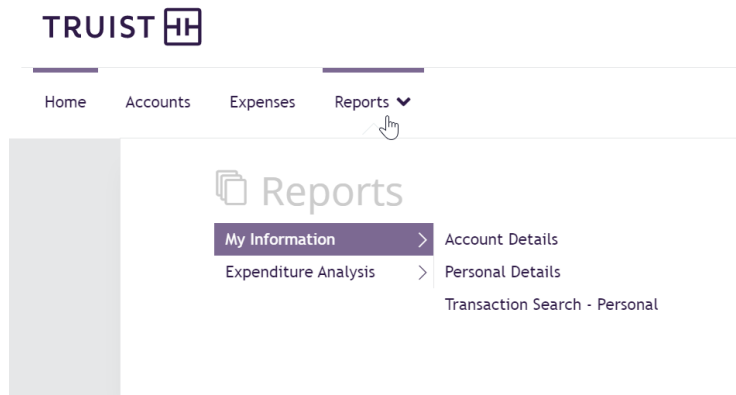 TRUIST
Home Accounts Expenses Reports
Reports
My Information Account Details
Expenditure Analysis Personal Details
Transaction Search - Personal